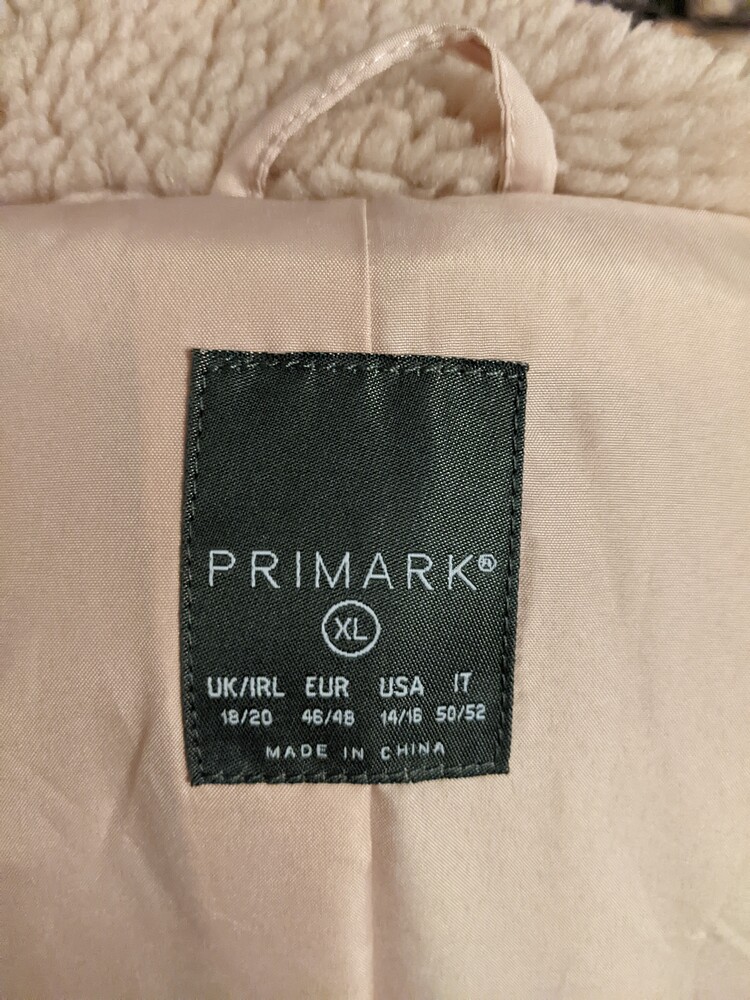 PRIMARK®
XL
UK/IRL EUR USA IT
18/20 46/48 14/16 50/52
MADE IN CHINA